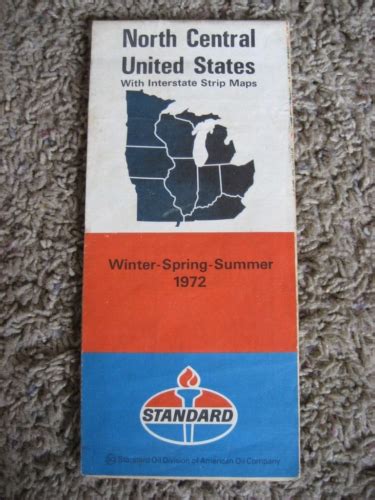 North Central
United States
With Interstate Strip Maps
Winter-Spring-Summer
1972
STANDARD
Standard Oil Division of American Oil Company